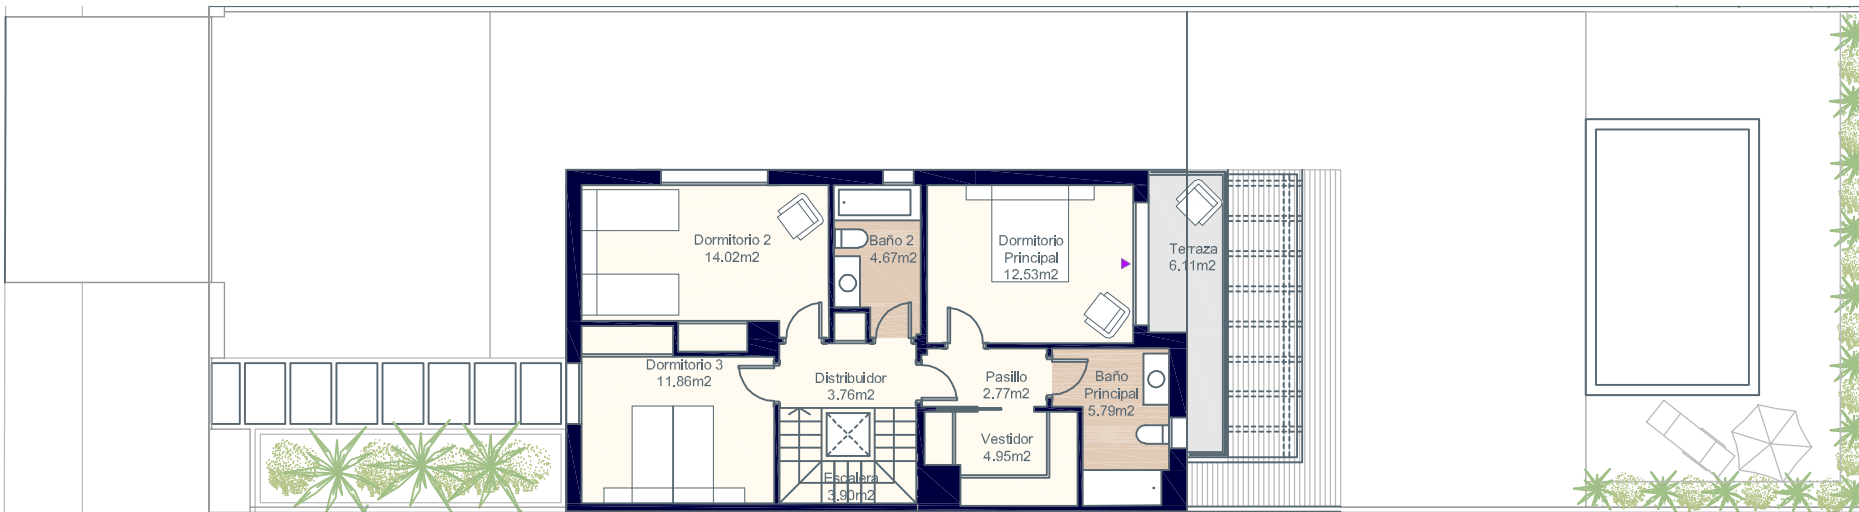 Dormitorio 2
14.02m2
Baño 2
4.67m2
Dormitorio
Principal
12.53m2
Terraza
6.11m2
Dormitorio 3
11.86m2
Distribuidor
3.76m2
Pasillo
2.77m2
Baño
Principal
5.79m2
Vestidor
4.95m2
Escalera
3.90m2